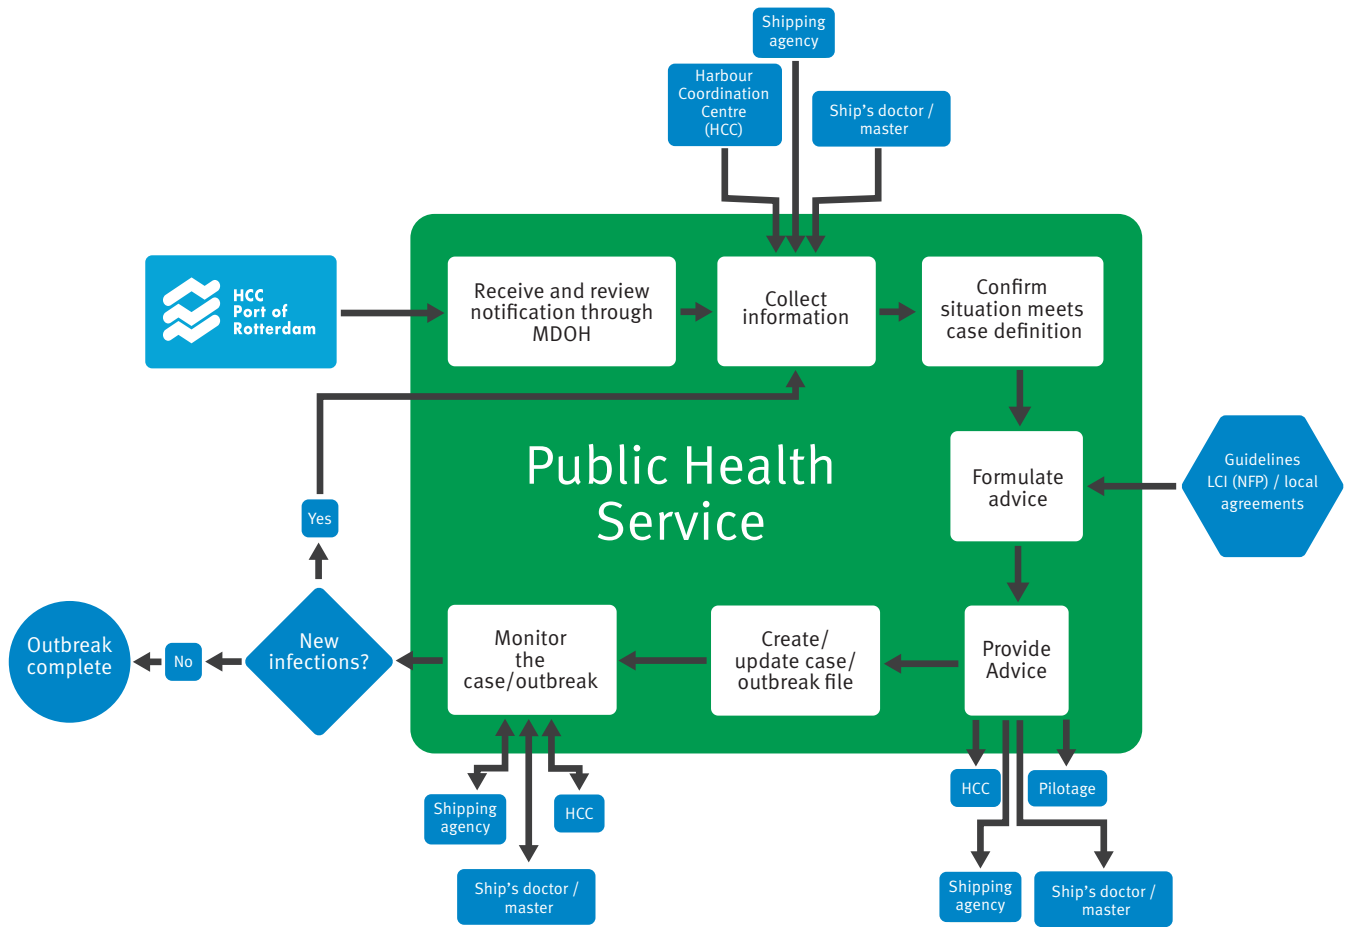 Shipping
agency
Harbour
Coordination
Centre
(HCC)
Ship's doctor /
master
HCC
Port of
Rotterdam
Receive and review
notification through
MDOH
Collect
information
Confirm
situation meets
case definition
Public Health
Service
Formulate
advice
Guidelines
LCI (NFP) / local
agreements
Yes
Outbreak
complete
No
New
infections?
Monitor
the
case/outbreak
Create/
update case/
outbreak file
Provide
Advice
Shipping
agency
HCC
Ship's doctor /
master
HCC
Pilotage
Shipping
agency
Ship's doctor /
master